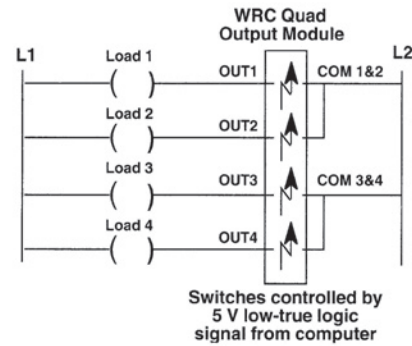 WRC Quad
Output Module
L1
L2
Load 1
OUT1
COM 1&2
Load 2
OUT2
Load 3
OUT3
COM 3&4
Load 4
OUT4
Switches controlled by
5 V low-true logic
signal from computer